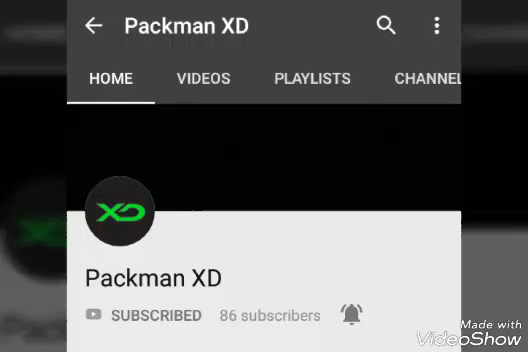 Packman XD
HOME VIDEOS PLAYLISTS CHANNEL
XD
Packman XD
SUBSCRIBED 86 subscribers
Made with
VideoShow